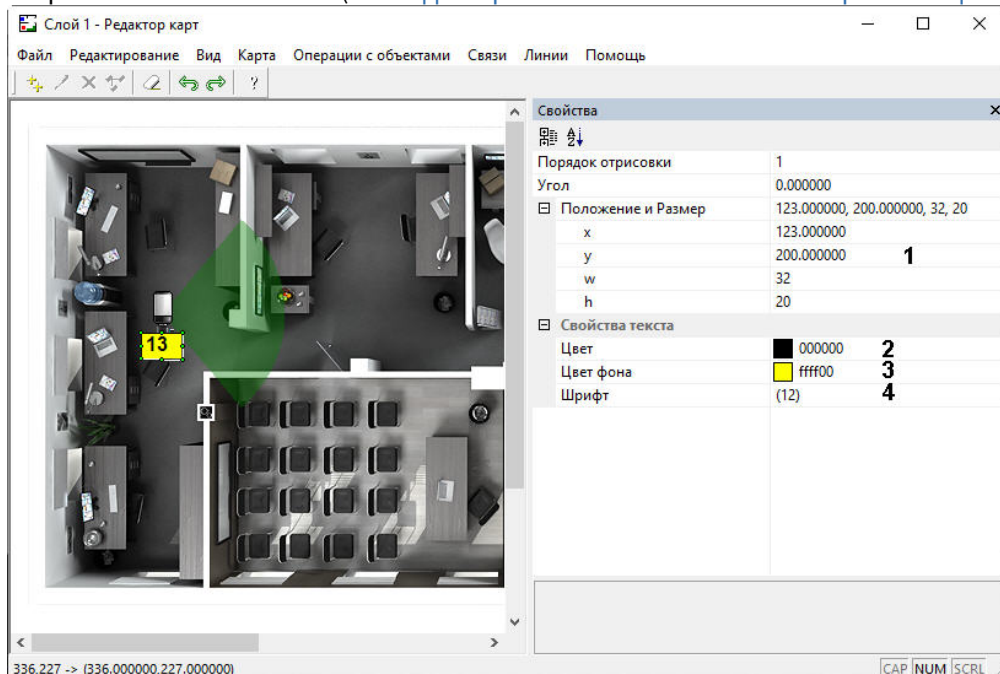 Слой 1 - Редактор карт
Файл Редактирование Вид Карта Операции с объектами Связи Линии Помощь
?
Свойства
Порядок отрисовки 1
Угол 0.000000
Положение и Размер 123.000000, 200.000000, 32, 20
x 123.000000
y 200.000000 1
w 32
h 20
Свойства текста
Цвет 000000 2
Цвет фона ffff00 3
Шрифт (12) 4
13
336,227 -> (336.000000,227.000000) CAP NUM SCRL